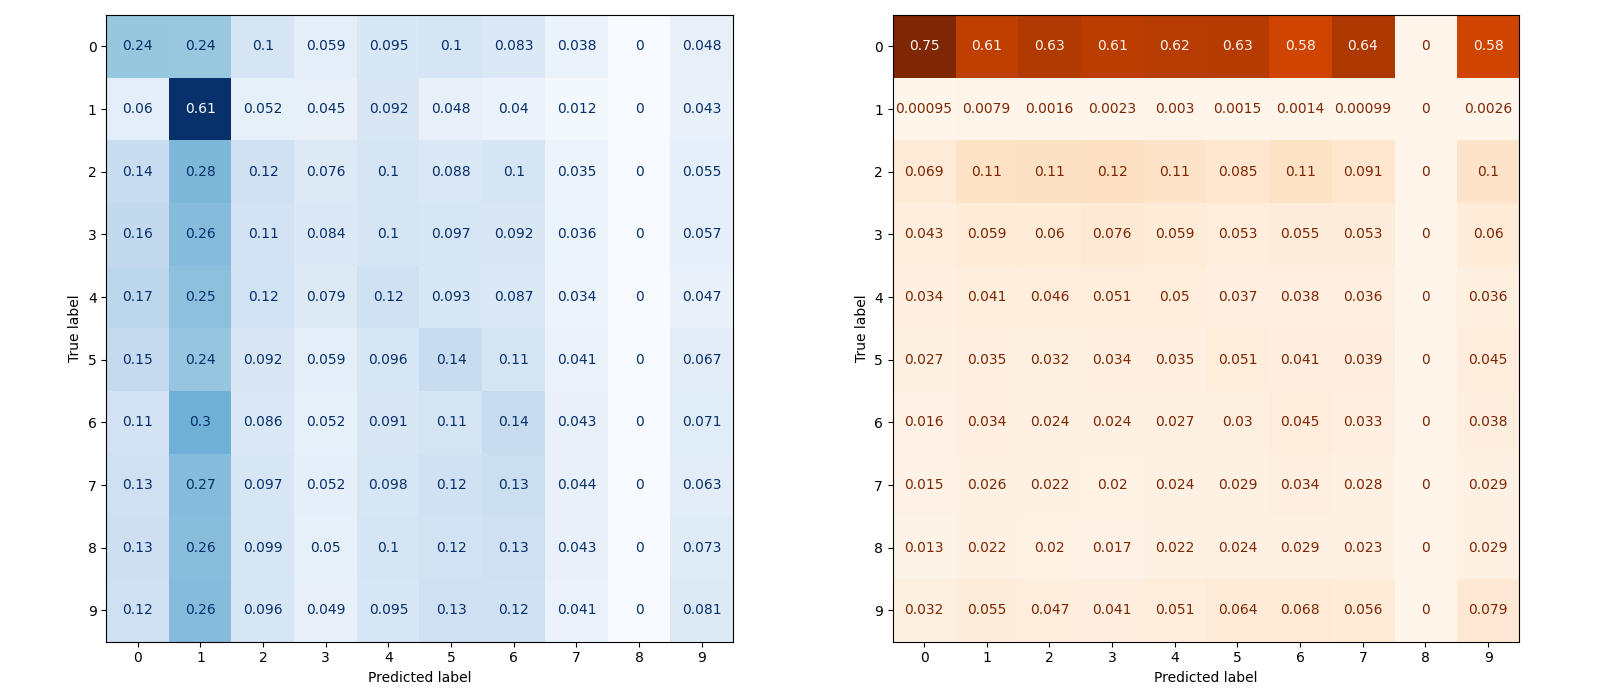 0 0.24 0.24 0.1 0.059 0.095 0.1 0.083 0.038 0 0.048
1 0.06 0.61 0.052 0.045 0.092 0.048 0.04 0.012 0 0.043
2 0.14 0.28 0.12 0.076 0.1 0.088 0.1 0.035 0 0.055
3 0.16 0.26 0.11 0.084 0.1 0.097 0.092 0.036 0 0.057
4 0.17 0.25 0.12 0.079 0.12 0.093 0.087 0.034 0 0.047
5 0.15 0.24 0.092 0.059 0.096 0.14 0.11 0.041 0 0.067
6 0.11 0.3 0.086 0.052 0.091 0.11 0.14 0.043 0 0.071
7 0.13 0.27 0.097 0.052 0.098 0.12 0.13 0.044 0 0.063
8 0.13 0.26 0.099 0.05 0.1 0.12 0.13 0.043 0 0.073
9 0.12 0.26 0.096 0.049 0.095 0.13 0.12 0.041 0 0.081
0 1 2 3 4 5 6 7 8 9
Predicted label
True label
0 0.75 0.61 0.63 0.61 0.62 0.63 0.58 0.64 0 0.58
1 0.00095 0.0079 0.0016 0.0023 0.003 0.0015 0.0014 0.00099 0 0.0026
2 0.069 0.11 0.11 0.12 0.11 0.085 0.11 0.091 0 0.1
3 0.043 0.059 0.06 0.076 0.059 0.053 0.055 0.053 0 0.06
4 0.034 0.041 0.046 0.051 0.05 0.037 0.038 0.036 0 0.036
5 0.027 0.035 0.032 0.034 0.035 0.051 0.041 0.039 0 0.045
6 0.016 0.034 0.024 0.024 0.027 0.03 0.045 0.033 0 0.038
7 0.015 0.026 0.022 0.02 0.024 0.029 0.034 0.028 0 0.029
8 0.013 0.022 0.02 0.017 0.022 0.024 0.029 0.023 0 0.029
9 0.032 0.055 0.047 0.041 0.051 0.064 0.068 0.056 0 0.079
0 1 2 3 4 5 6 7 8 9
Predicted label
True label